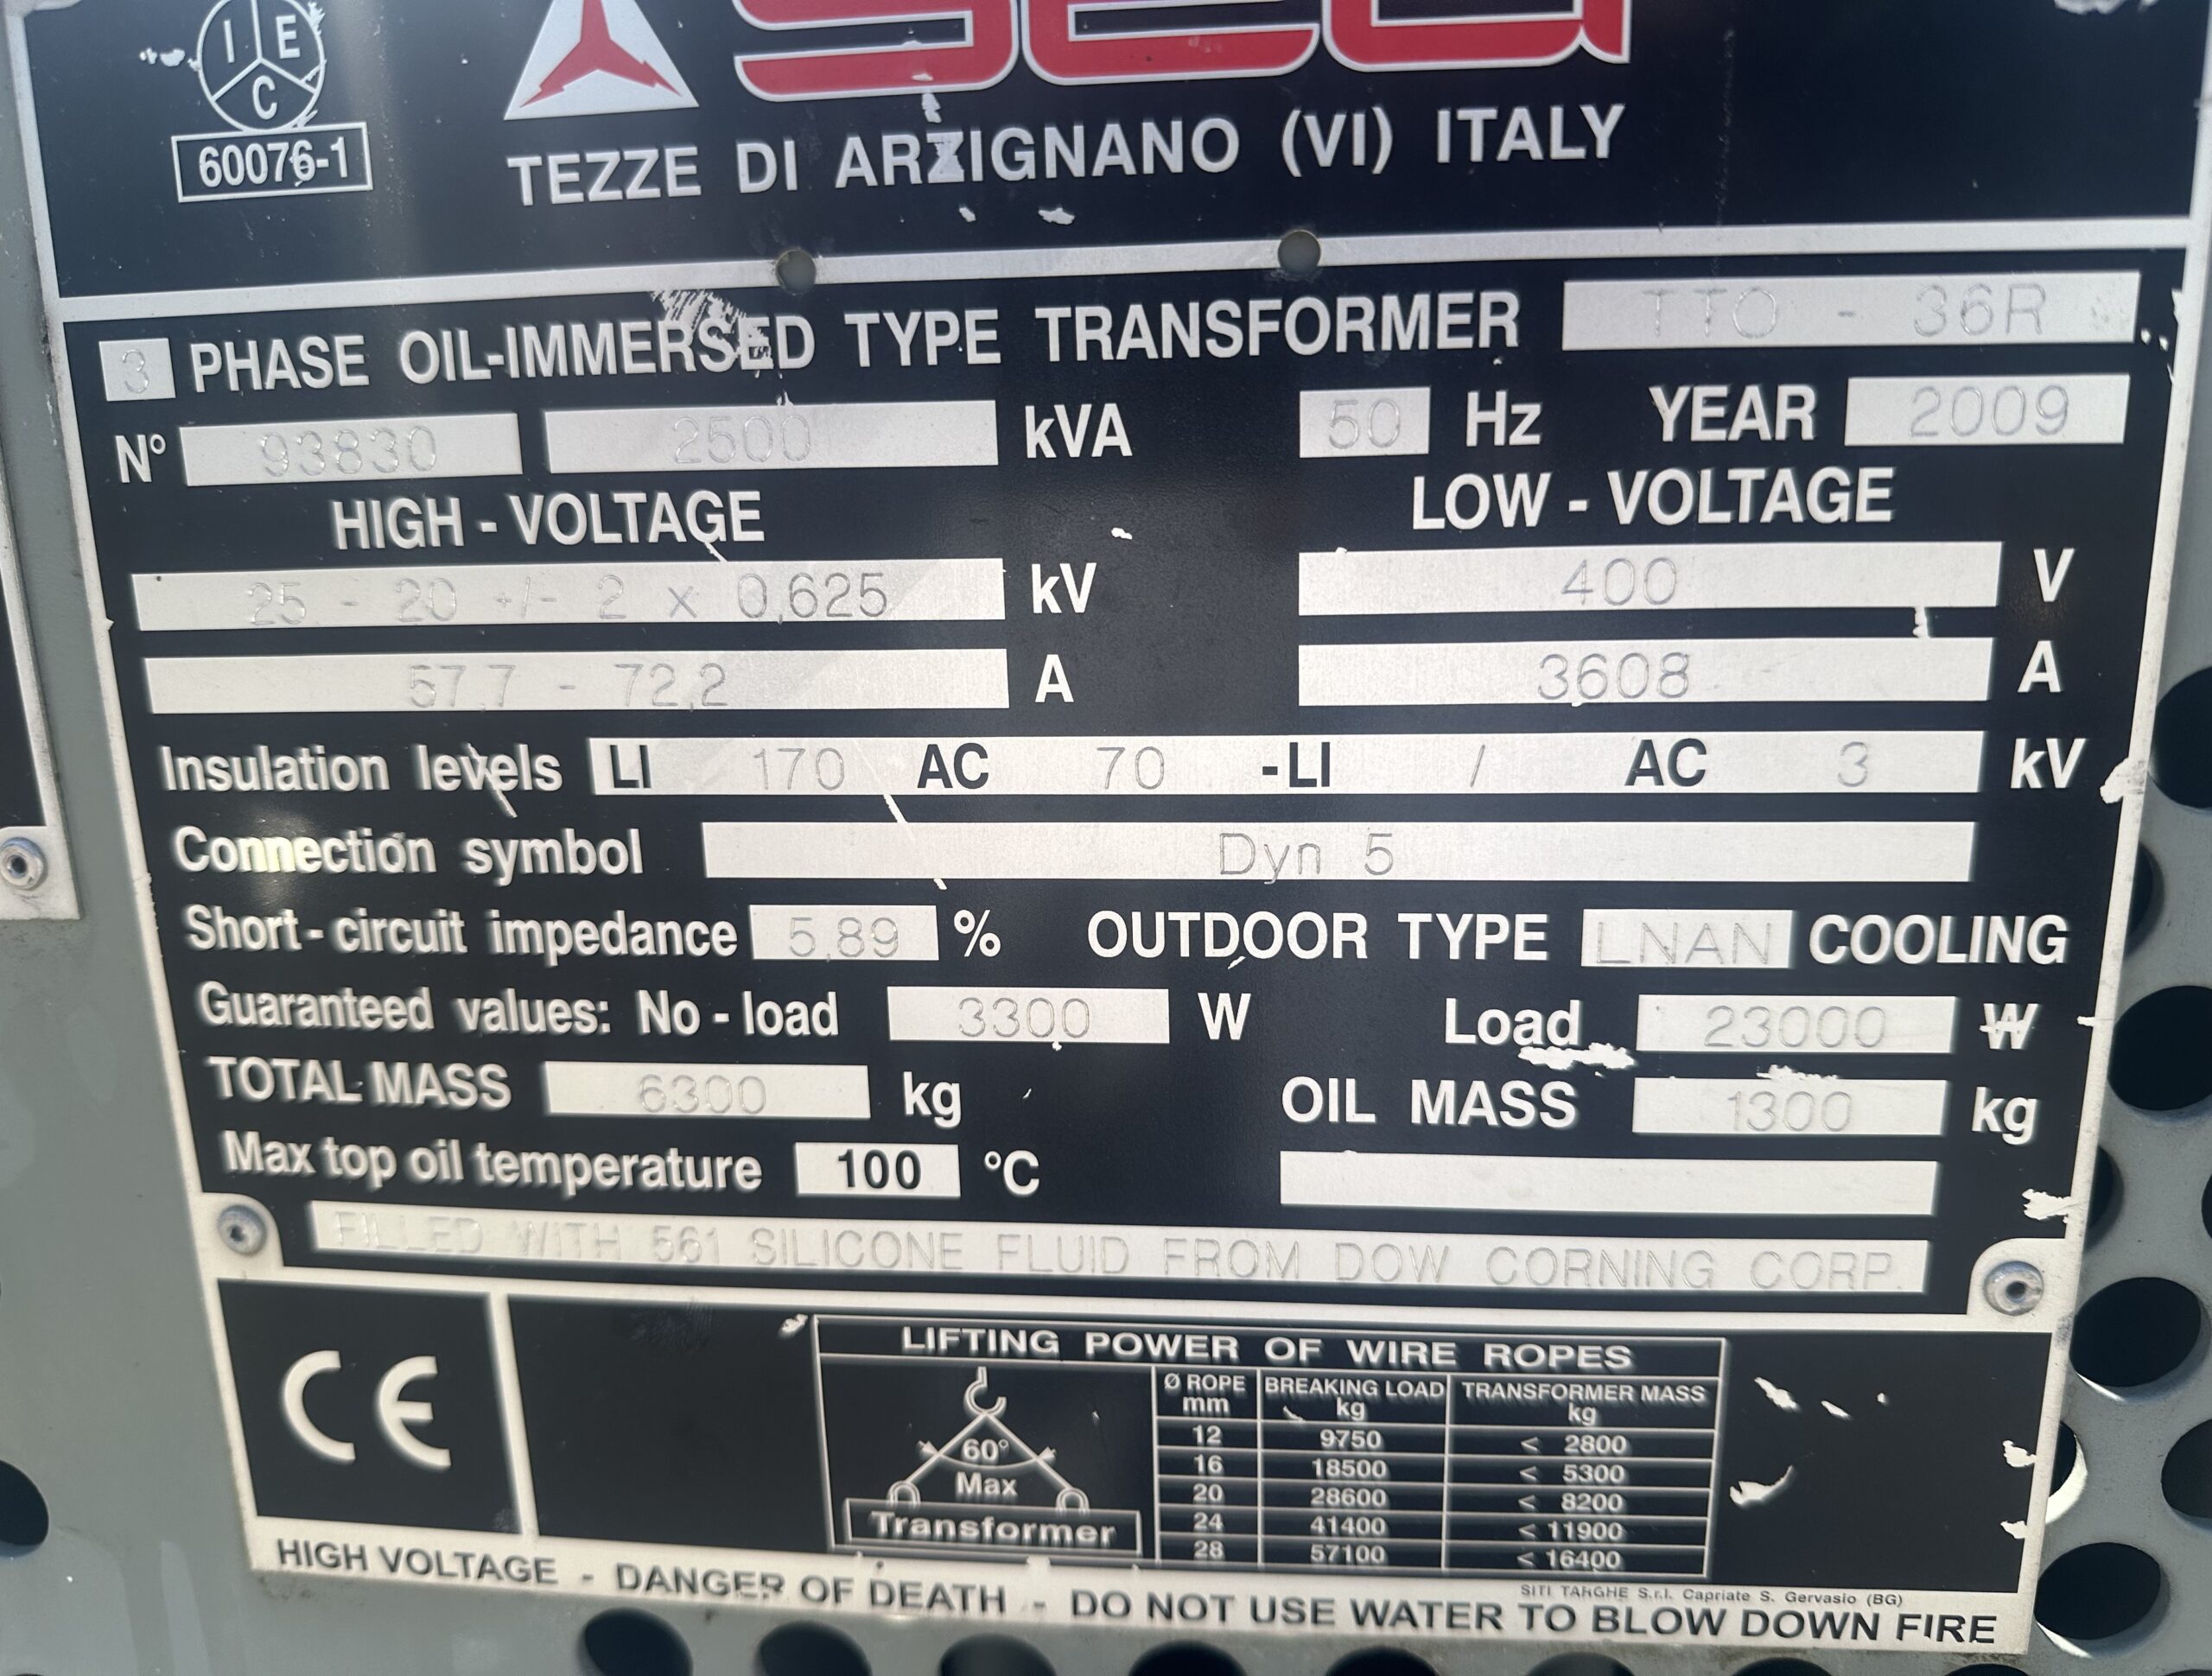 I E C
60076-1
SEA
TEZZE DI ARZIGNANO (VI) ITALY
3 PHASE OIL-IMMERSED TYPE TRANSFORMER TTO - 36R
N° 93830 2500 kVA 50 Hz YEAR 2009
HIGH - VOLTAGE LOW - VOLTAGE
25 - 20 +/- 2 x 0,625 kV 400 V
57,7 - 72,2 A 3608 A
Insulation levels LI 170 AC 70 -LI / AC 3 kV
Connection symbol Dyn 5
Short-circuit impedance 5,89 % OUTDOOR TYPE LNAN COOLING
Guaranteed values: No - load 3300 W Load 23000 W
TOTAL MASS 6300 kg OIL MASS 1300 kg
Max top oil temperature 100 °C
FILLED WITH 561 SILICONE FLUID FROM DOW CORNING CORP.
CE
LIFTING POWER OF WIRE ROPES
60°
Max
Transformer
Ø ROPE mm BREAKING LOAD kg TRANSFORMER MASS kg
12 9750 < 2800
16 18500 < 5300
20 28600 < 8200
24 41400 < 11900
28 57100 < 16400
SITI TARGHE S.r.l. Capriate S. Gervasio (BG)
HIGH VOLTAGE - DANGER OF DEATH - DO NOT USE WATER TO BLOW DOWN FIRE